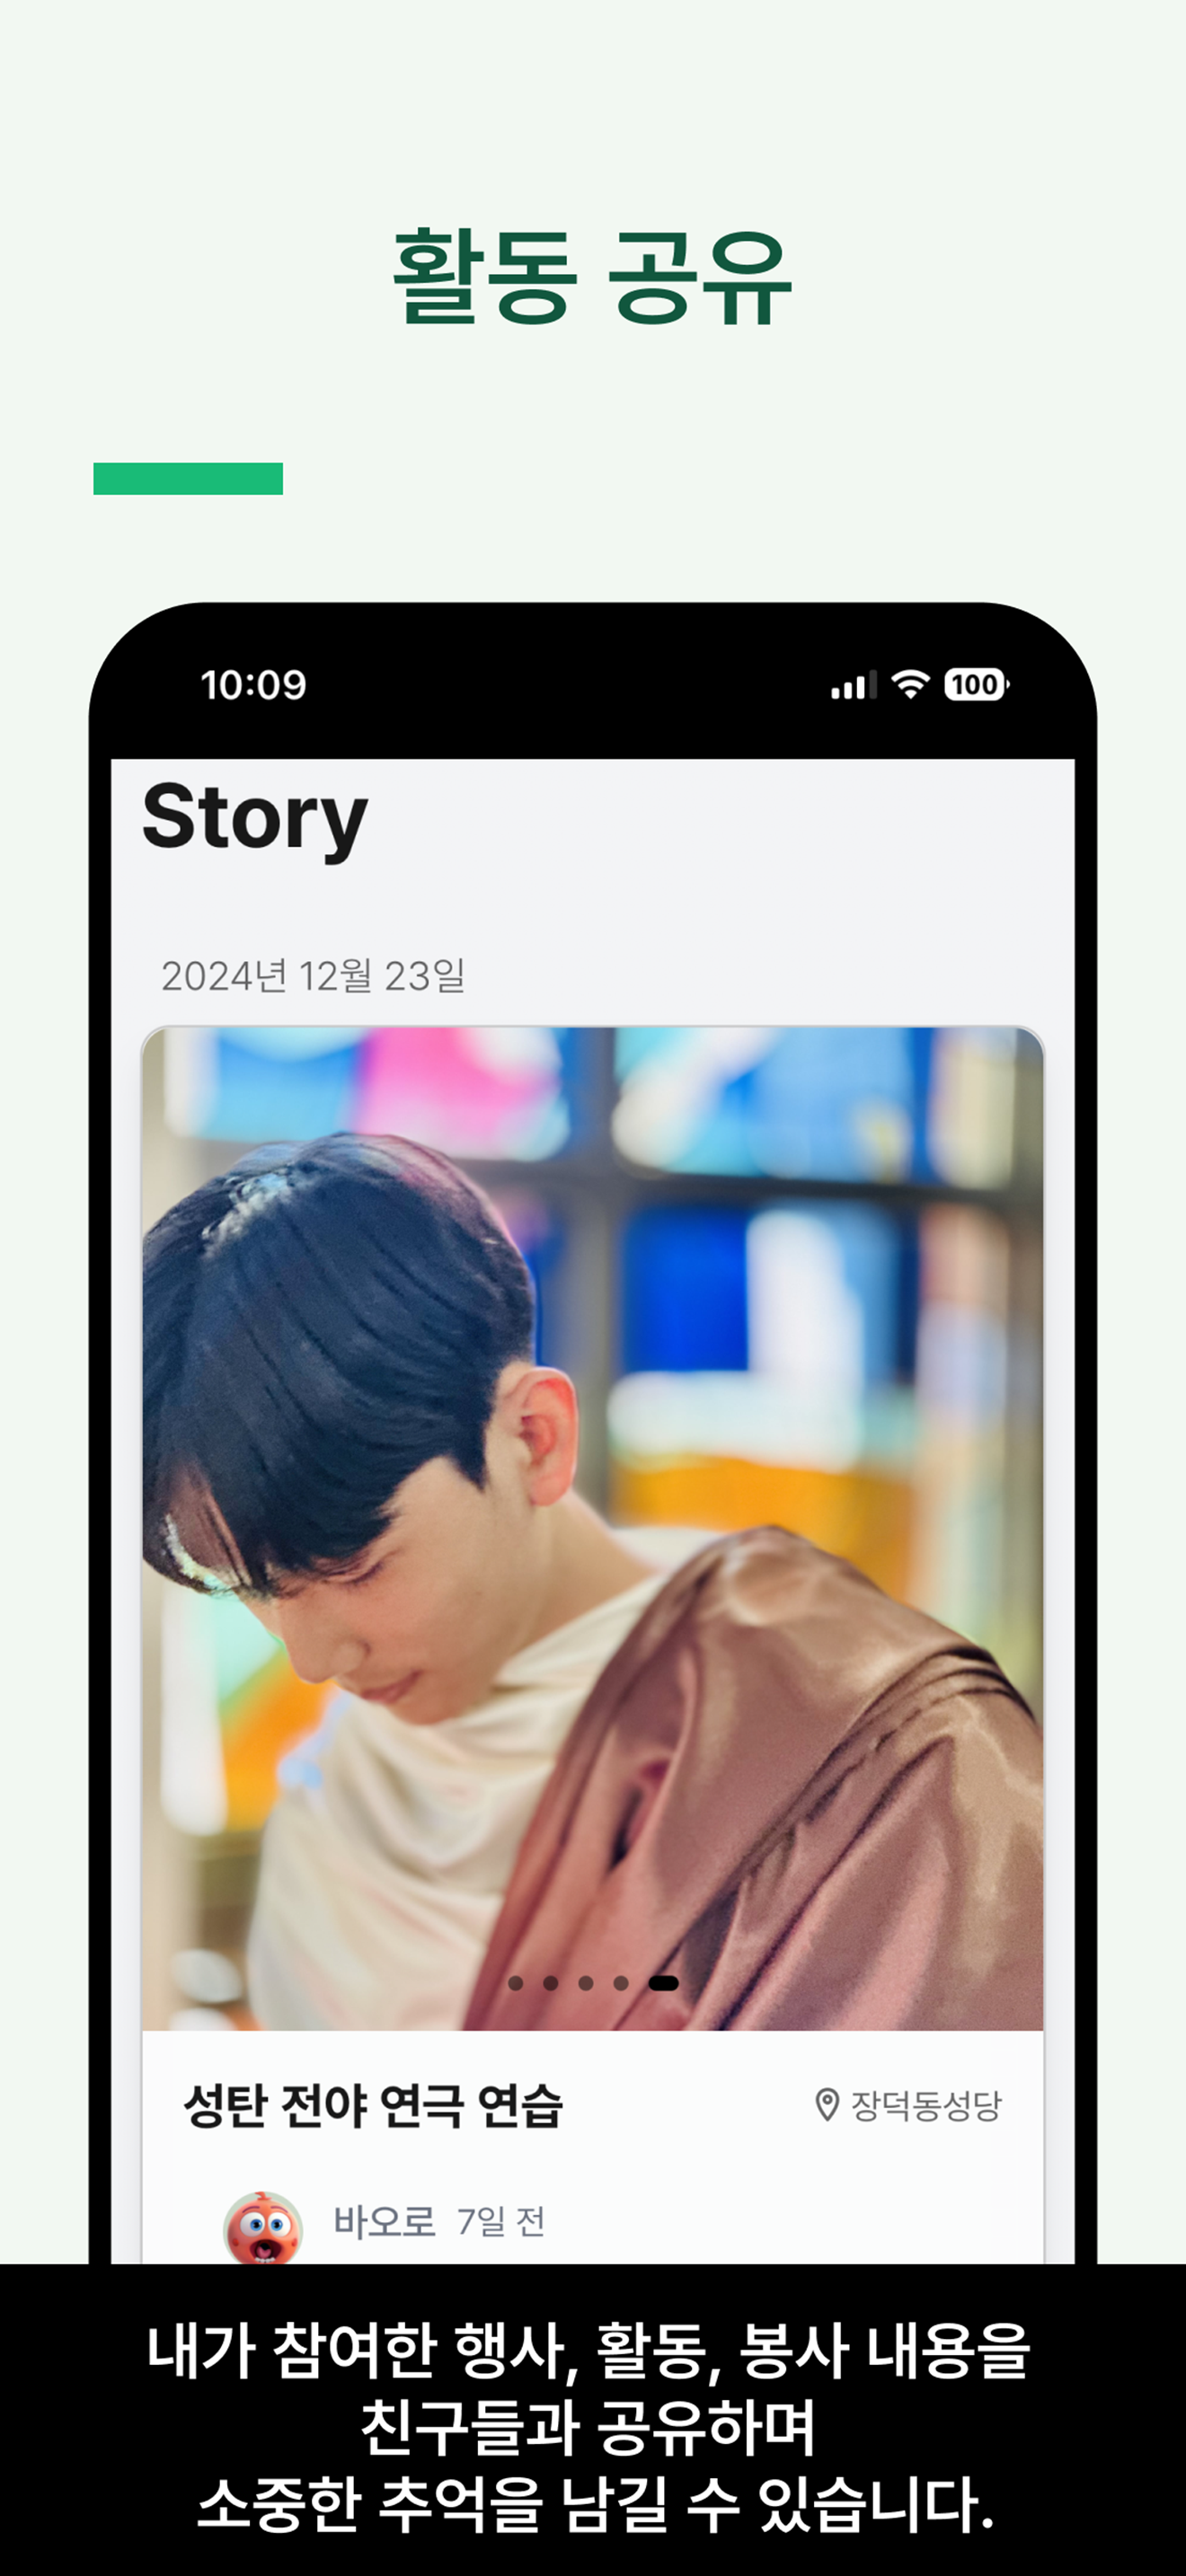 활동 공유
10:09
100
Story
2024년 12월 23일
성탄 전야 연극 연습
장덕동성당
바오로 7일 전
내가 참여한 행사, 활동, 봉사 내용을
친구들과 공유하며
소중한 추억을 남길 수 있습니다.